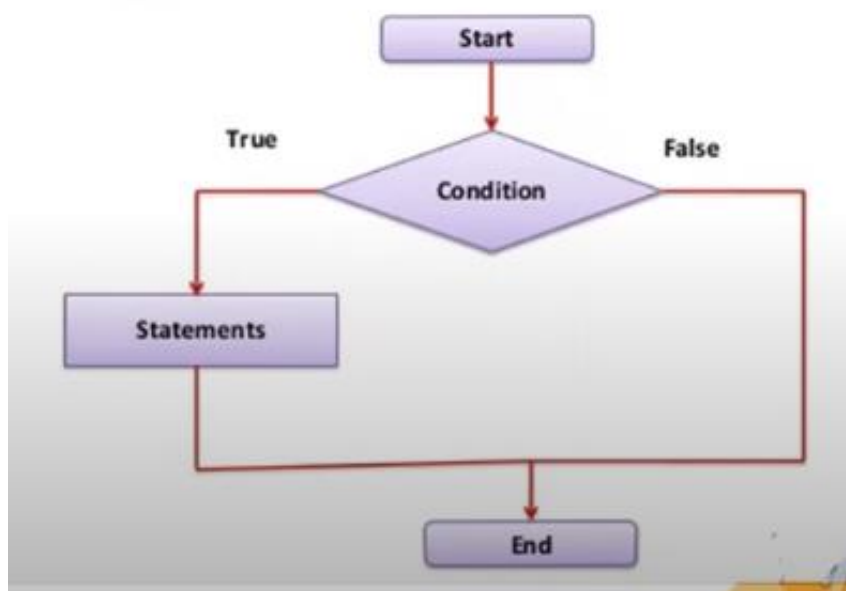 Start
True
False
Condition
Statements
End